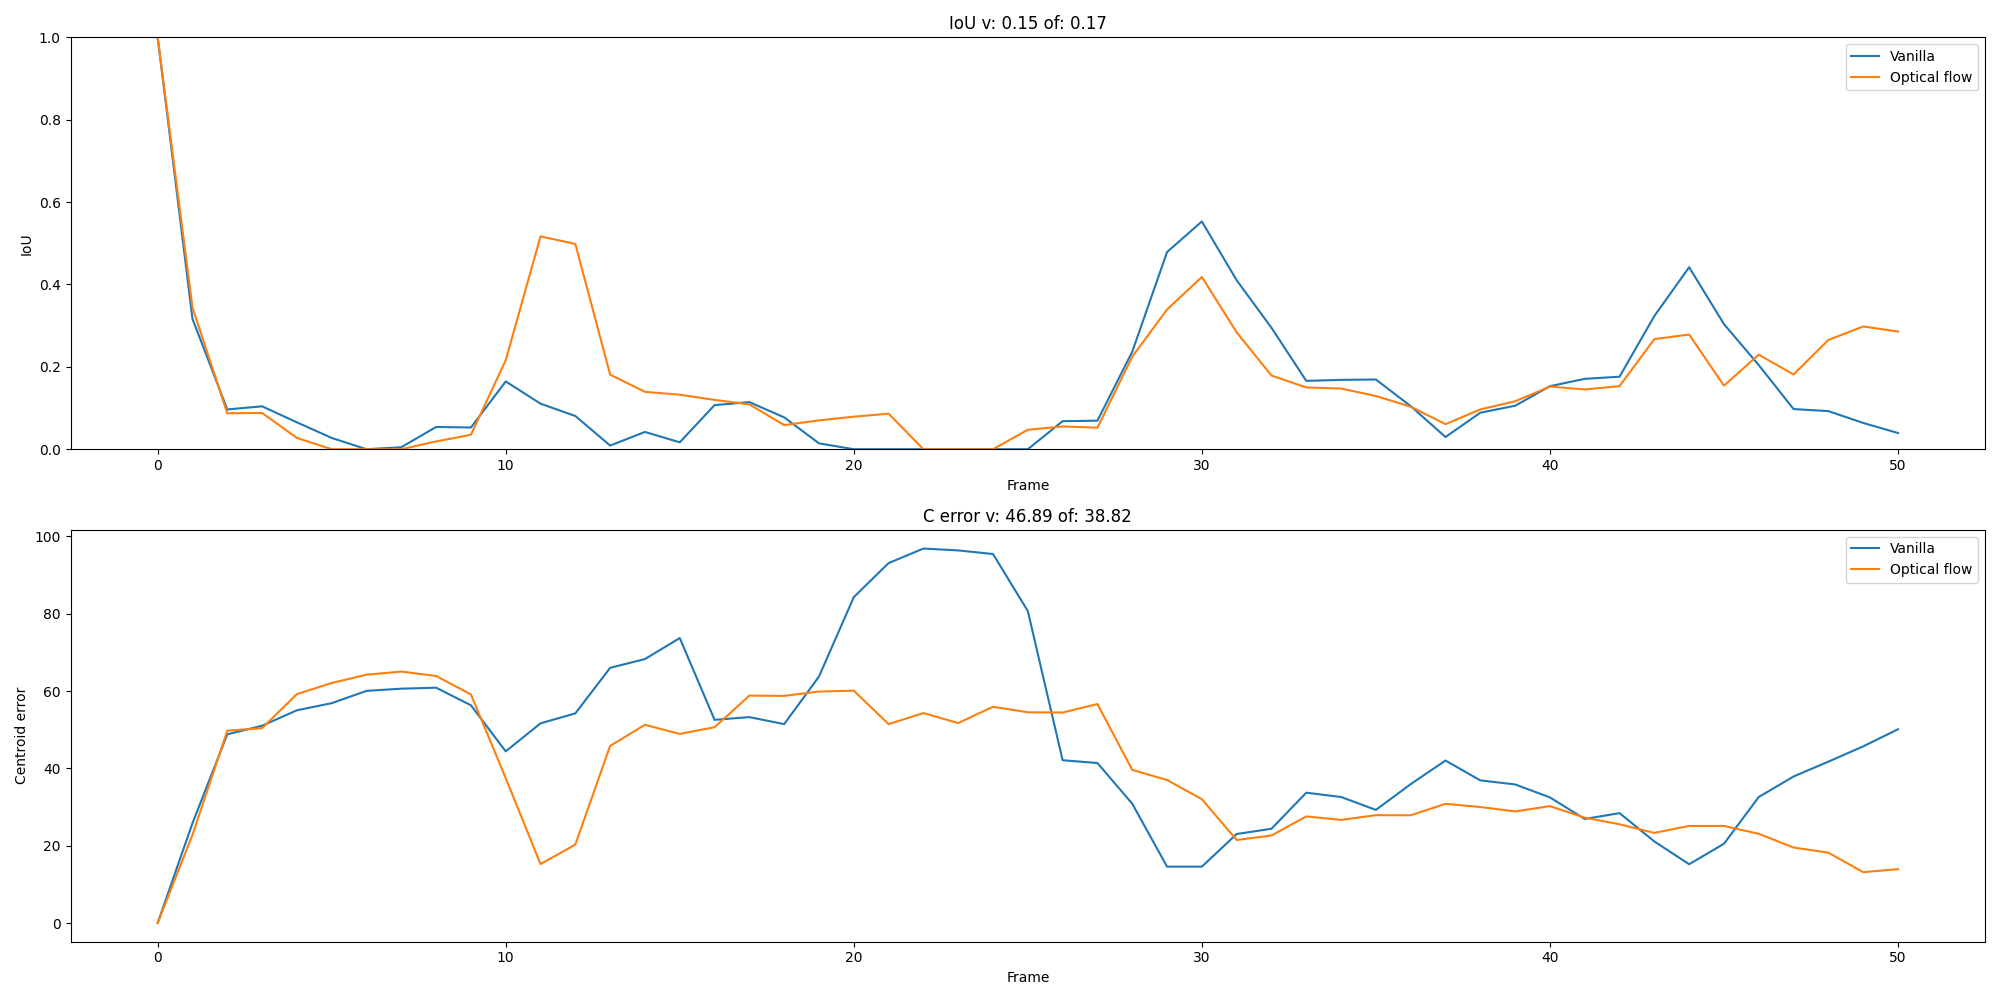 IoU v: 0.15 of: 0.17
1.0
0.8
0.6
0.4
0.2
0.0
IoU
Vanilla
Optical flow
0 10 20 30 40 50
Frame
C error v: 46.89 of: 38.82
100
80
60
40
20
0
Centroid error
Vanilla
Optical flow
0 10 20 30 40 50
Frame